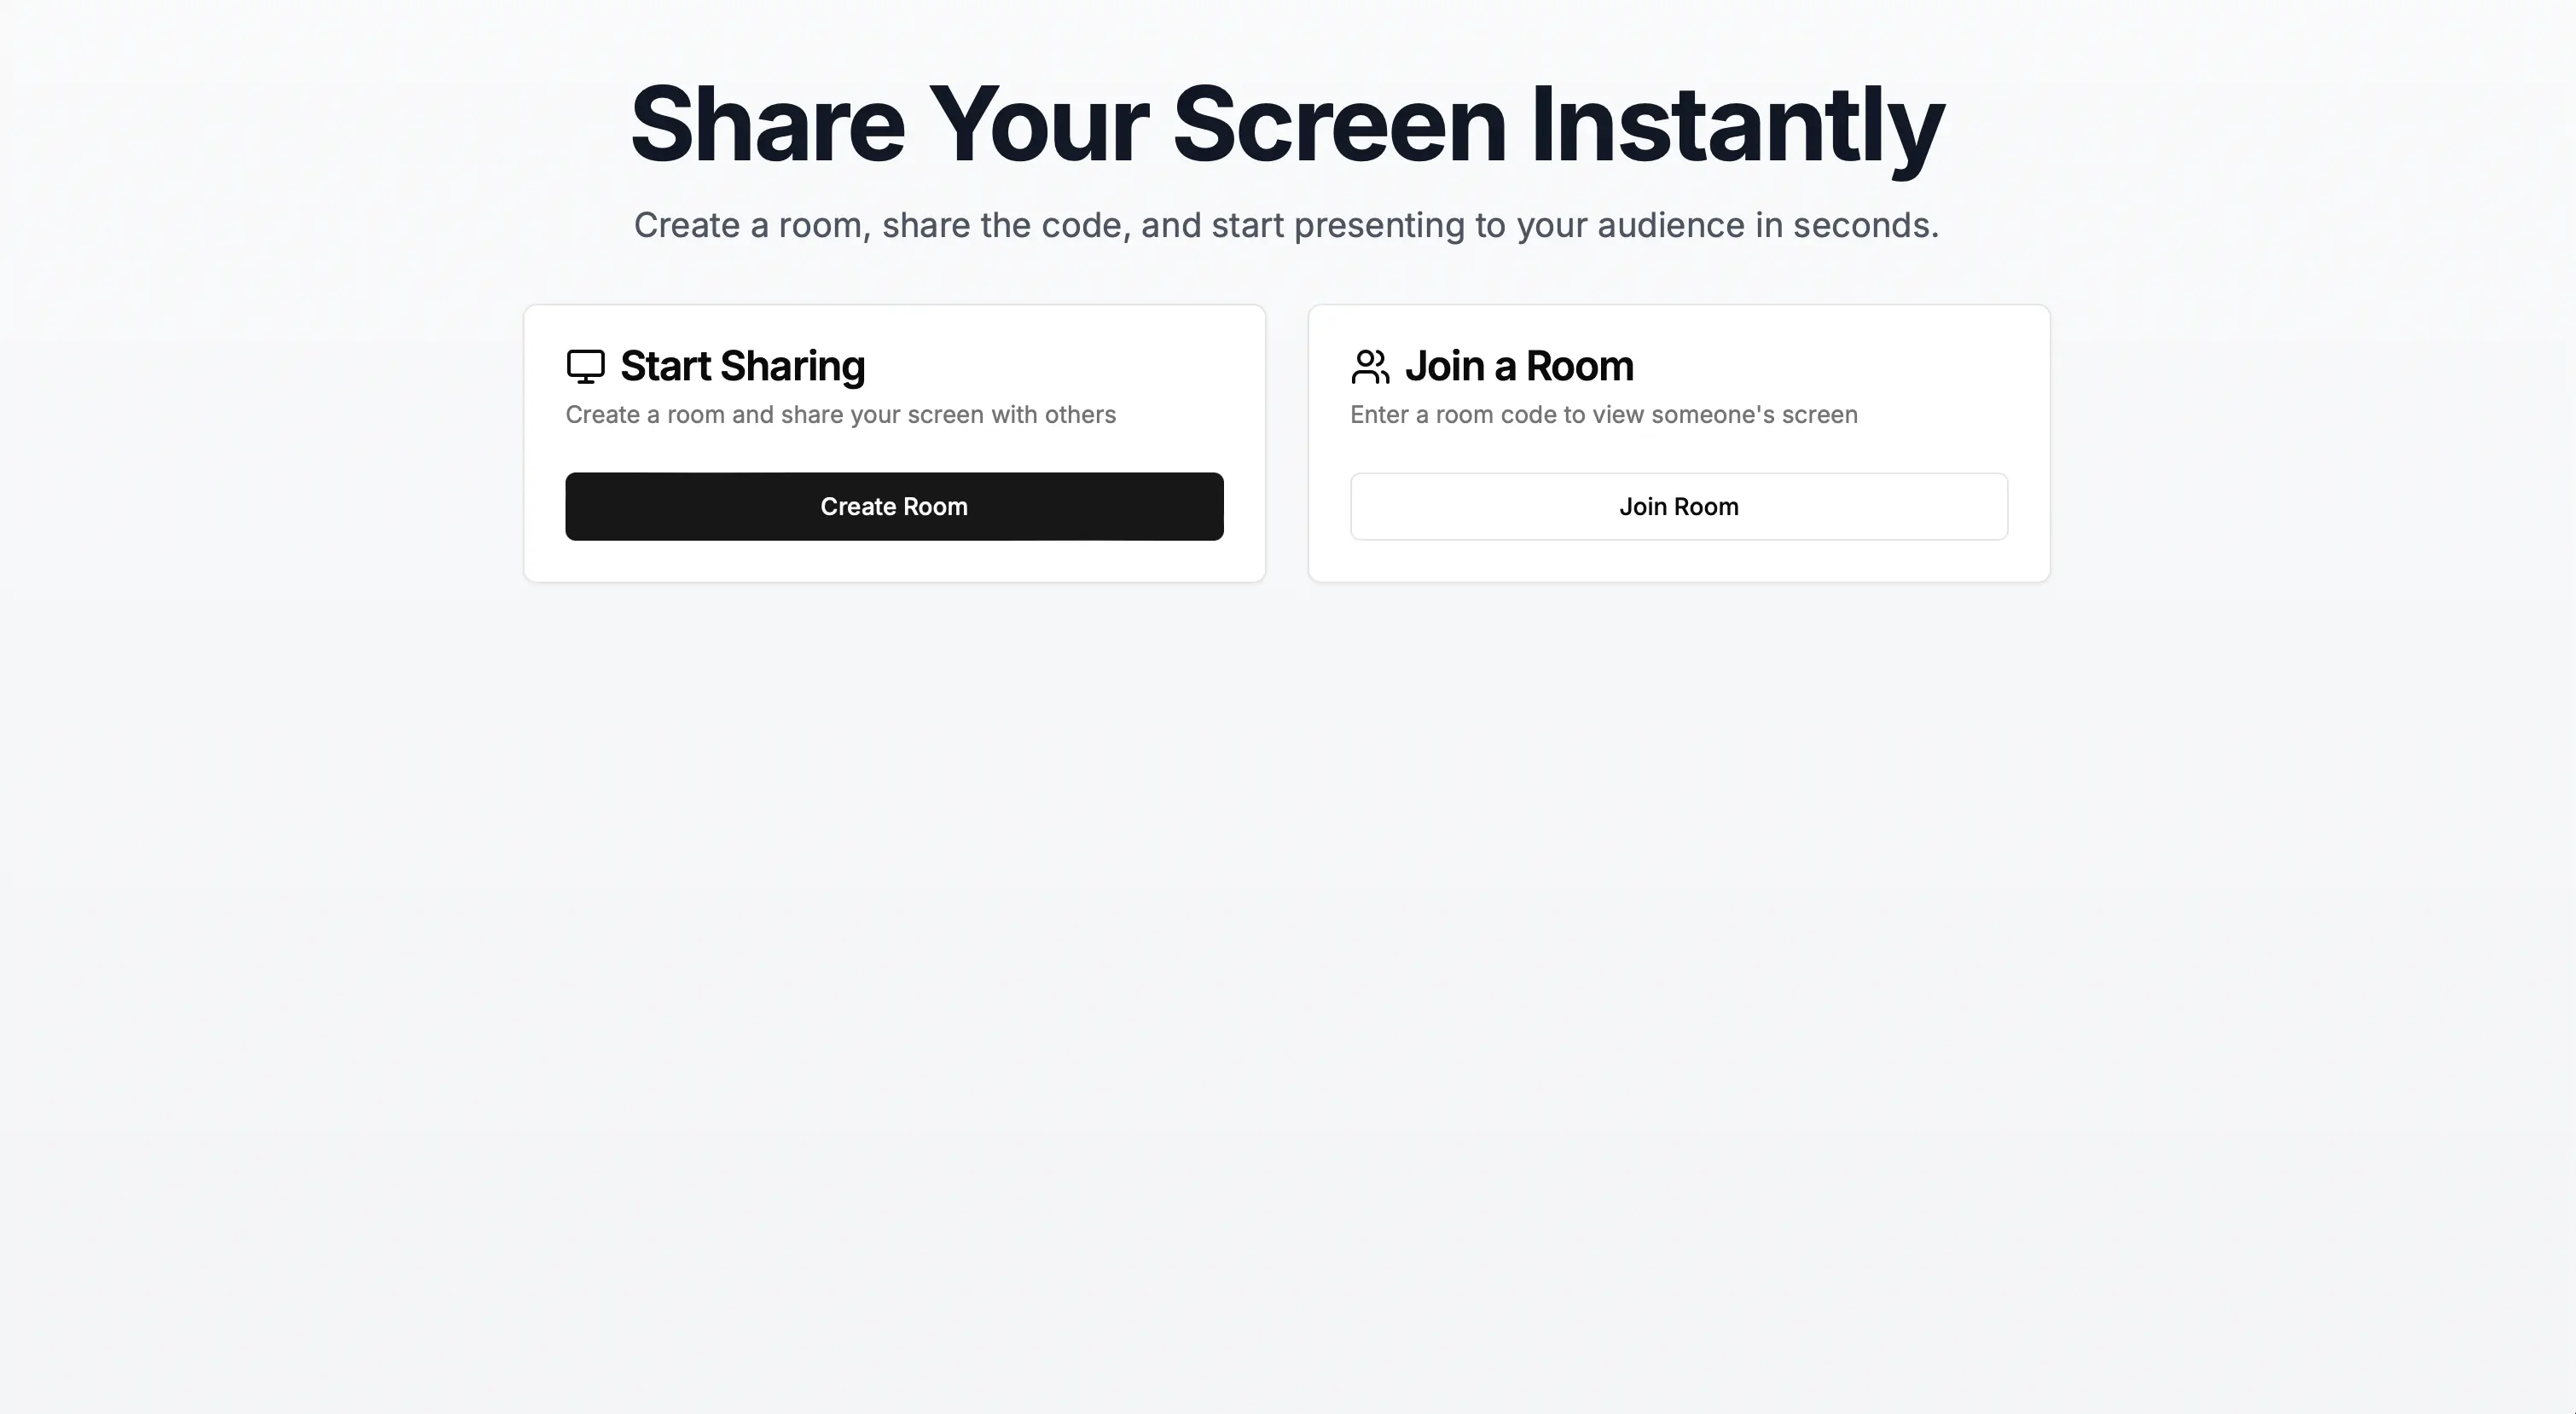 Share Your Screen Instantly
Create a room, share the code, and start presenting to your audience in seconds.
Start Sharing
Create a room and share your screen with others
Create Room
Join a Room
Enter a room code to view someone's screen
Join Room